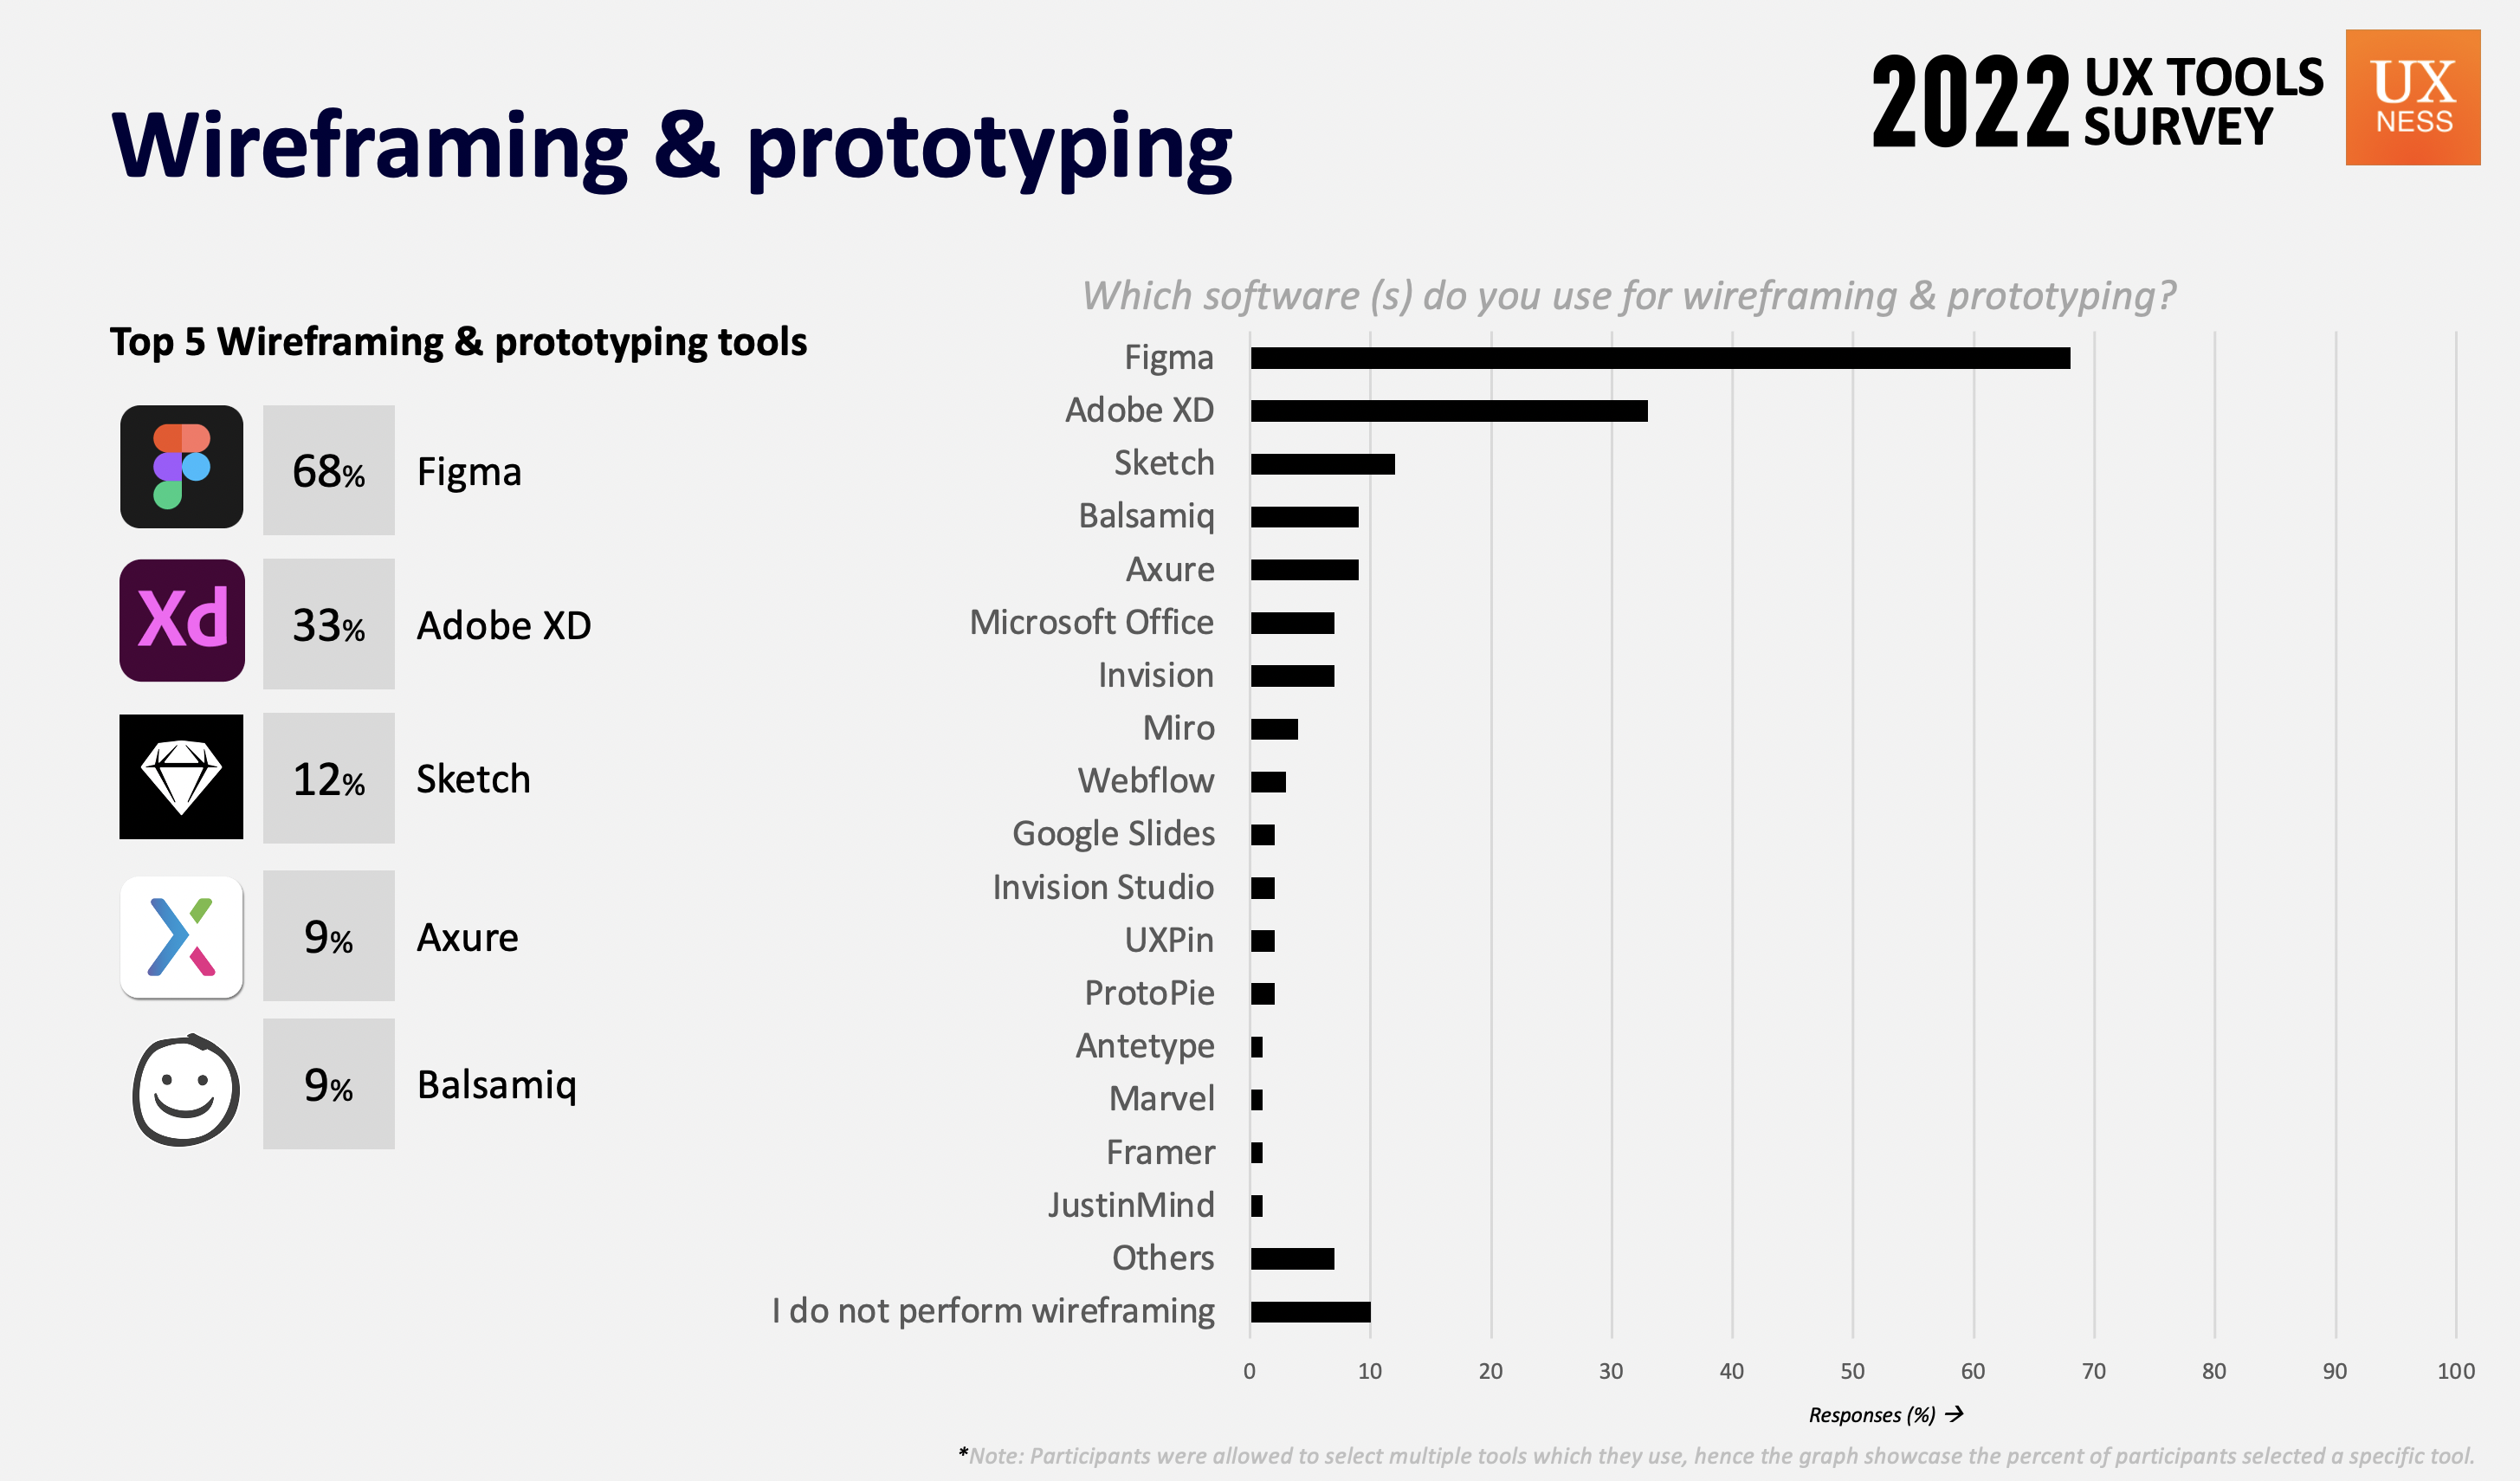 2022 UX TOOLS
SURVEY
UX
NESS
Wireframing & prototyping
Top 5 Wireframing & prototyping tools
68% Figma
Xd 33% Adobe XD
12% Sketch
9% Axure
9% Balsamiq
Which software (s) do you use for wireframing & prototyping?
Figma
Adobe XD
Sketch
Balsamiq
Axure
Microsoft Office
Invision
Miro
Webflow
Google Slides
Invision Studio
UXPin
ProtoPie
Antetype
Marvel
Framer
JustinMind
Others
I do not perform wireframing
0 10 20 30 40 50 60 70 80 90 100
Responses (%) →
*Note: Participants were allowed to select multiple tools which they use, hence the graph showcase the percent of participants selected a specific tool.